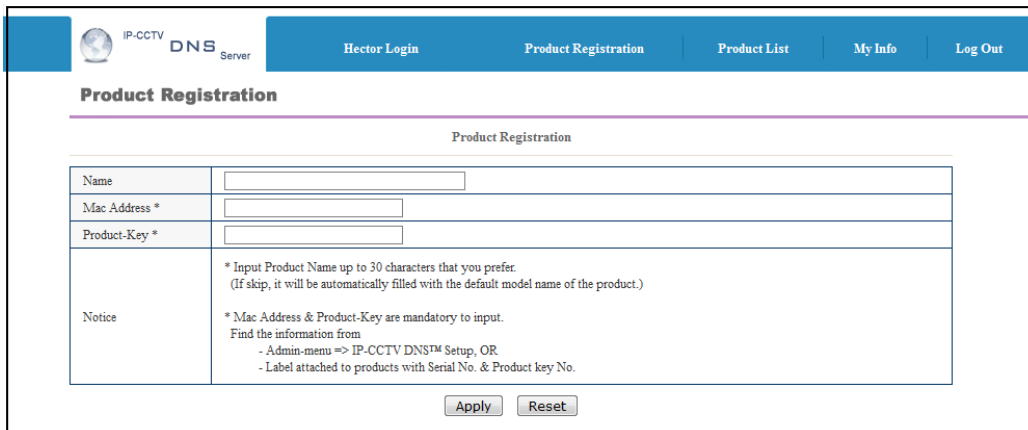 IP-CCTV DNS Server
Hector Login Product Registration Product List My Info Log Out
Product Registration
Product Registration
Name
Mac Address *
Product-Key *
Notice
* Input Product Name up to 30 characters that you prefer.
(If skip, it will be automatically filled with the default model name of the product.)
* Mac Address & Product-Key are mandatory to input.
Find the information from
- Admin-menu => IP-CCTV DNS™ Setup, OR
- Label attached to products with Serial No. & Product key No.
Apply Reset